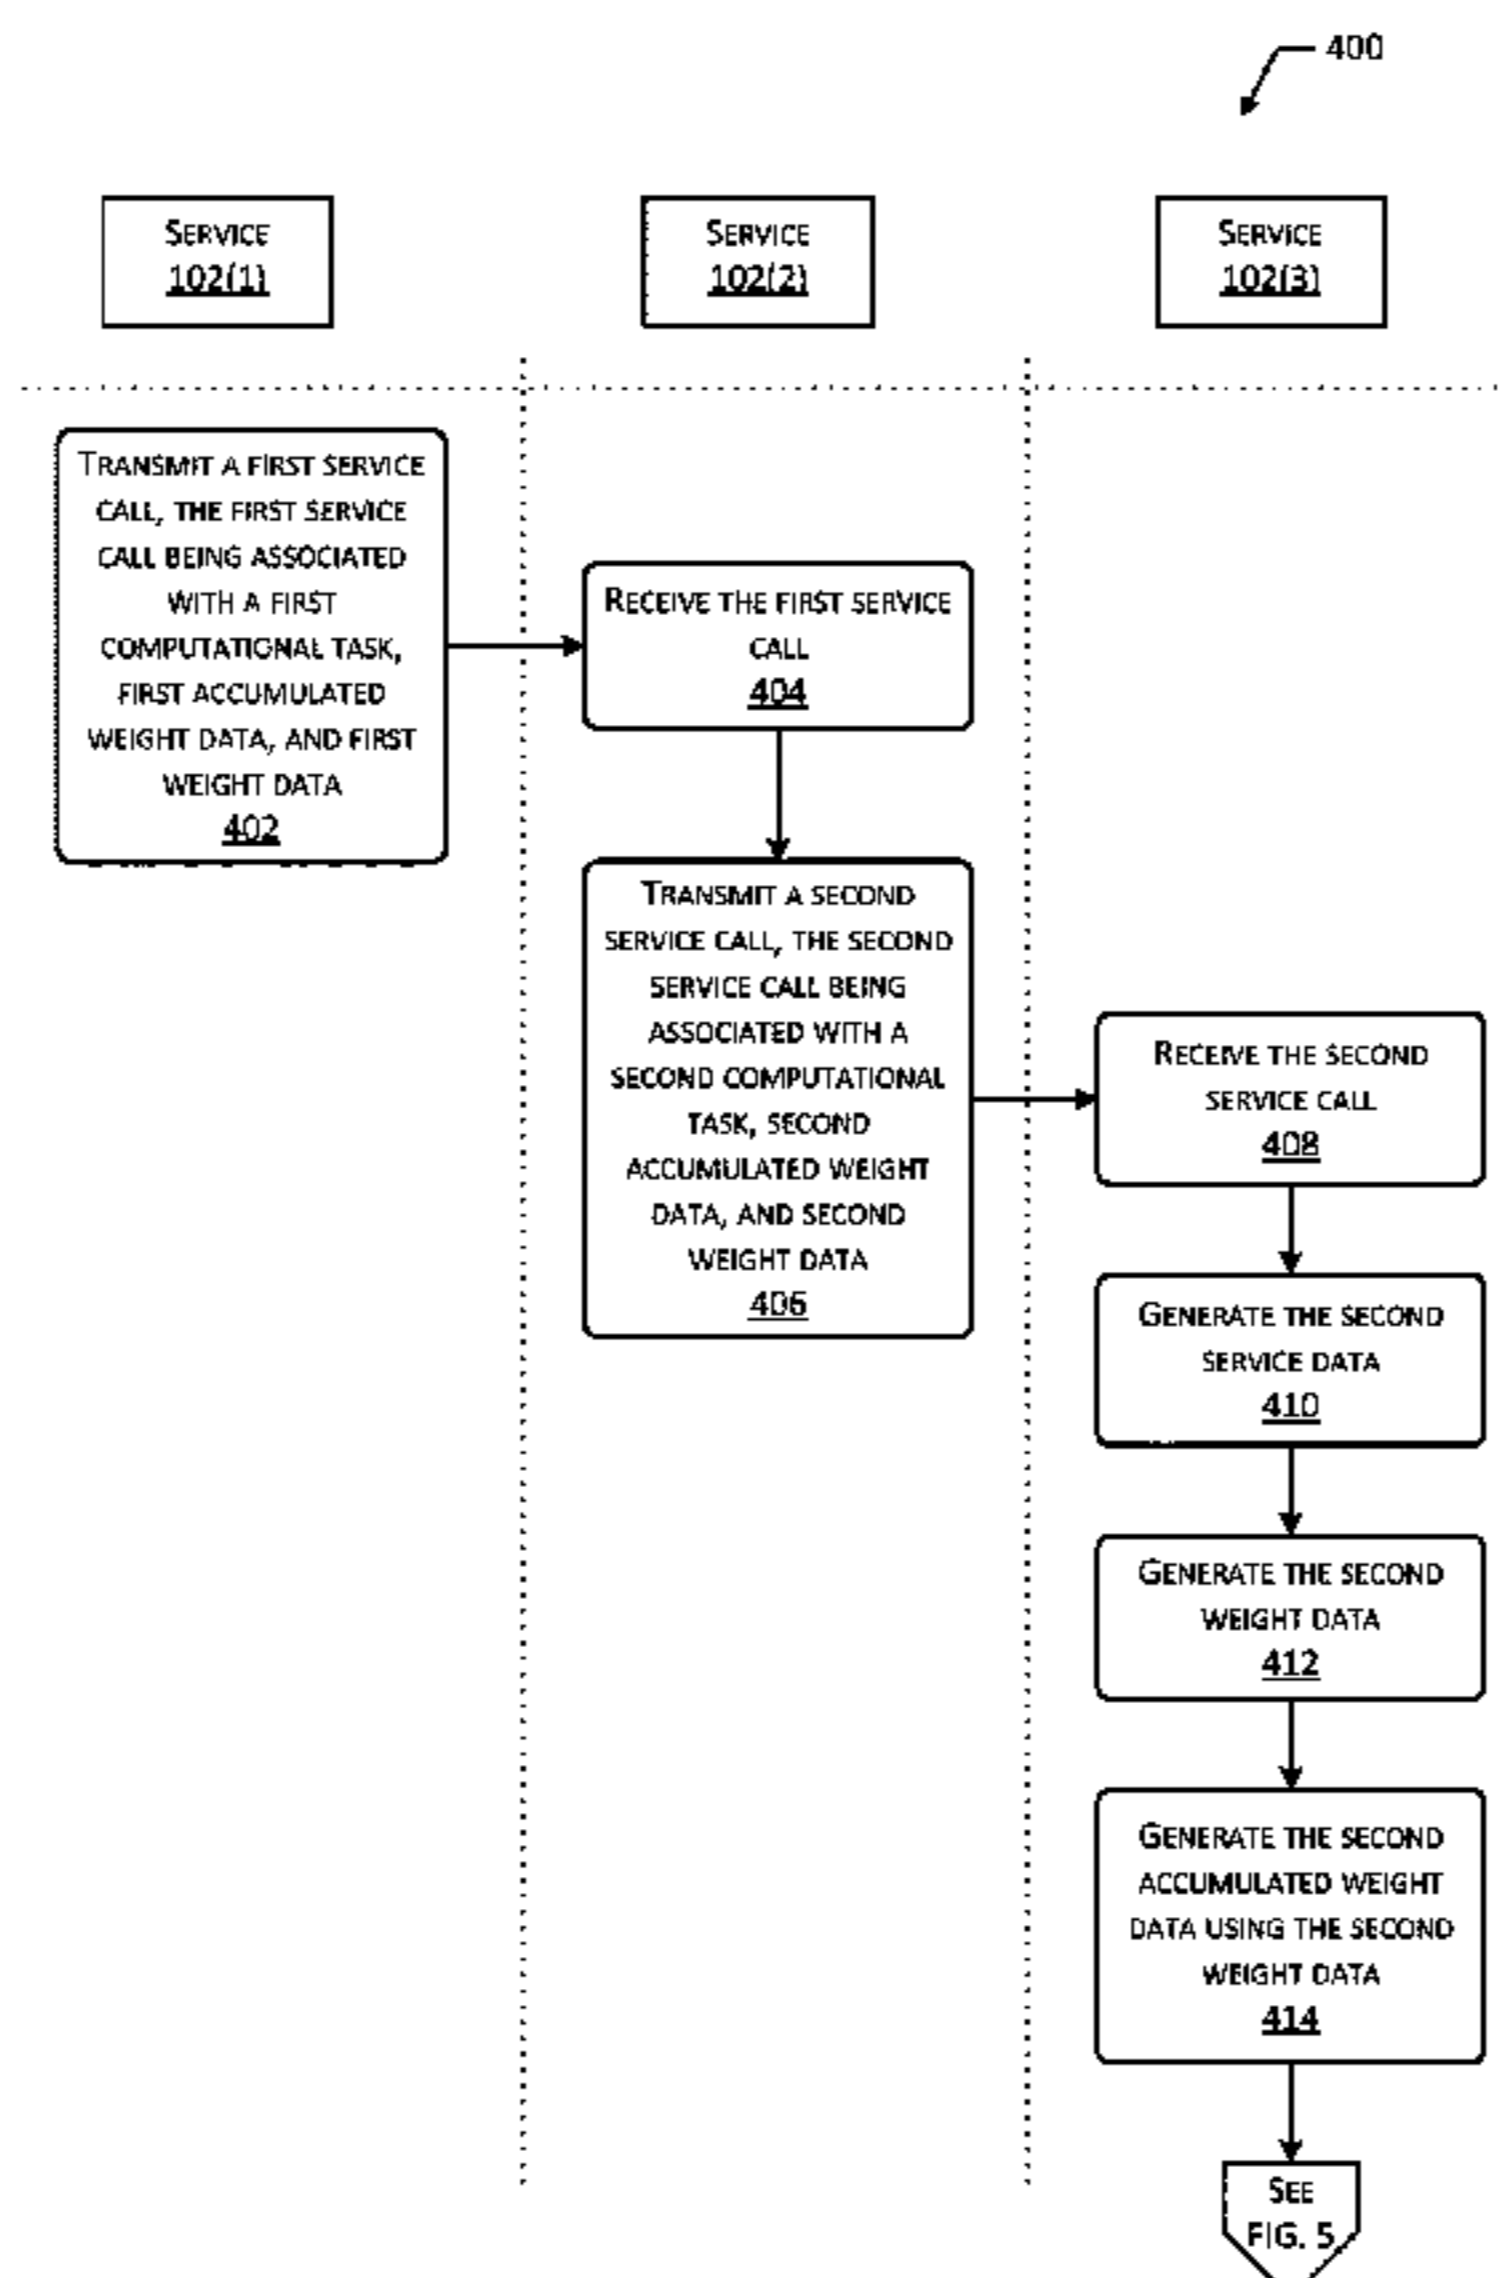 400
SERVICE
102(1)
SERVICE
102(2)
SERVICE
102(3)
TRANSMIT A FIRST SERVICE
CALL, THE FIRST SERVICE
CALL BEING ASSOCIATED
WITH A FIRST
COMPUTATIONAL TASK,
FIRST ACCUMULATED
WEIGHT DATA, AND FIRST
WEIGHT DATA
402
RECEIVE THE FIRST SERVICE
CALL
404
TRANSMIT A SECOND
SERVICE CALL, THE SECOND
SERVICE CALL BEING
ASSOCIATED WITH A
SECOND COMPUTATIONAL
TASK, SECOND
ACCUMULATED WEIGHT
DATA, AND SECOND
WEIGHT DATA
406
RECEIVE THE SECOND
SERVICE CALL
408
GENERATE THE SECOND
SERVICE DATA
410
GENERATE THE SECOND
WEIGHT DATA
412
GENERATE THE SECOND
ACCUMULATED WEIGHT
DATA USING THE SECOND
WEIGHT DATA
414
SEE
FIG. 5